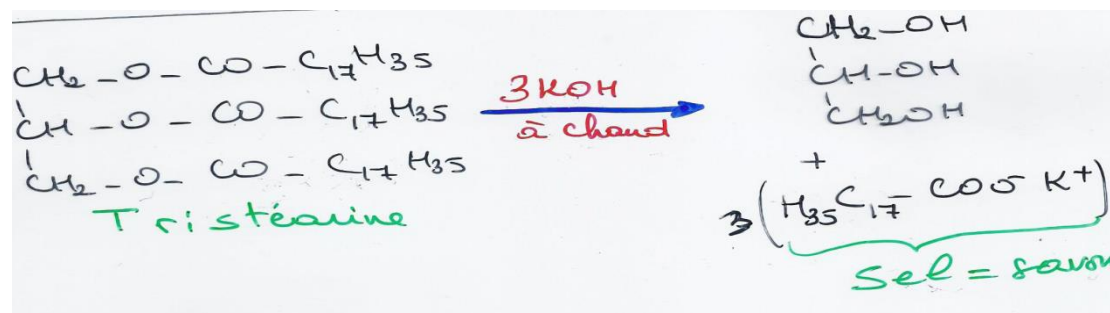 CH2 - O - CO - C17H35
CH - O - CO - C17H35
CH2 - O - CO - C17H35
Tristéarine
3KOH
à chaud
CH2-OH
CH-OH
CH2OH
+
3 (H35C17- COO- K+)
Sel = savon